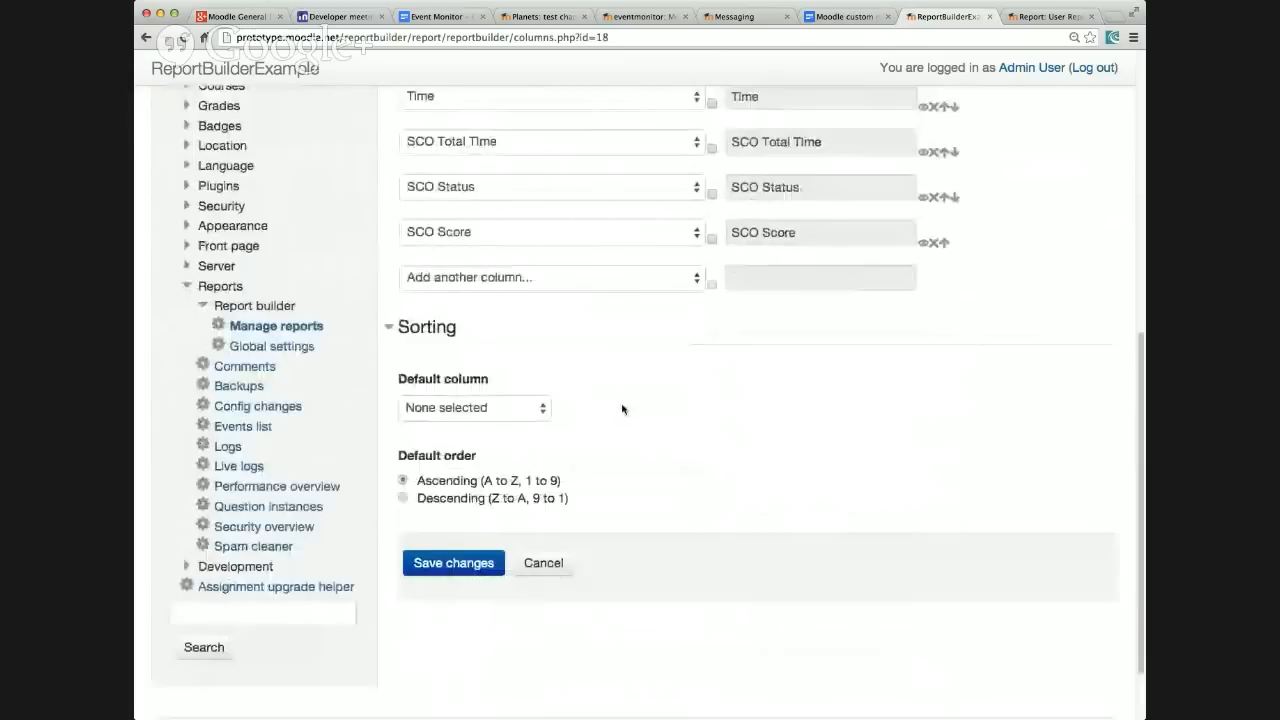 Moodle General
Developer meeti
Event Monitor –
Planets: test cha
eventmonitor: M
Messaging
Moodle custom
ReportBuilderExa
Report: User Rep
prototype.moodle.net/reportbuilder/report/reportbuilder/columns.php?id=18
Google+
ReportBuilderExample
You are logged in as Admin User (Log out)
Courses
Grades
Badges
Location
Language
Plugins
Security
Appearance
Front page
Server
Reports
Report builder
Manage reports
Global settings
Comments
Backups
Config changes
Events list
Logs
Live logs
Performance overview
Question instances
Security overview
Spam cleaner
Development
Assignment upgrade helper
Search
Time Time
SCO Total Time SCO Total Time
SCO Status SCO Status
SCO Score SCO Score
Add another column...
Sorting
Default column
None selected
Default order
Ascending (A to Z, 1 to 9)
Descending (Z to A, 9 to 1)
Save changes Cancel